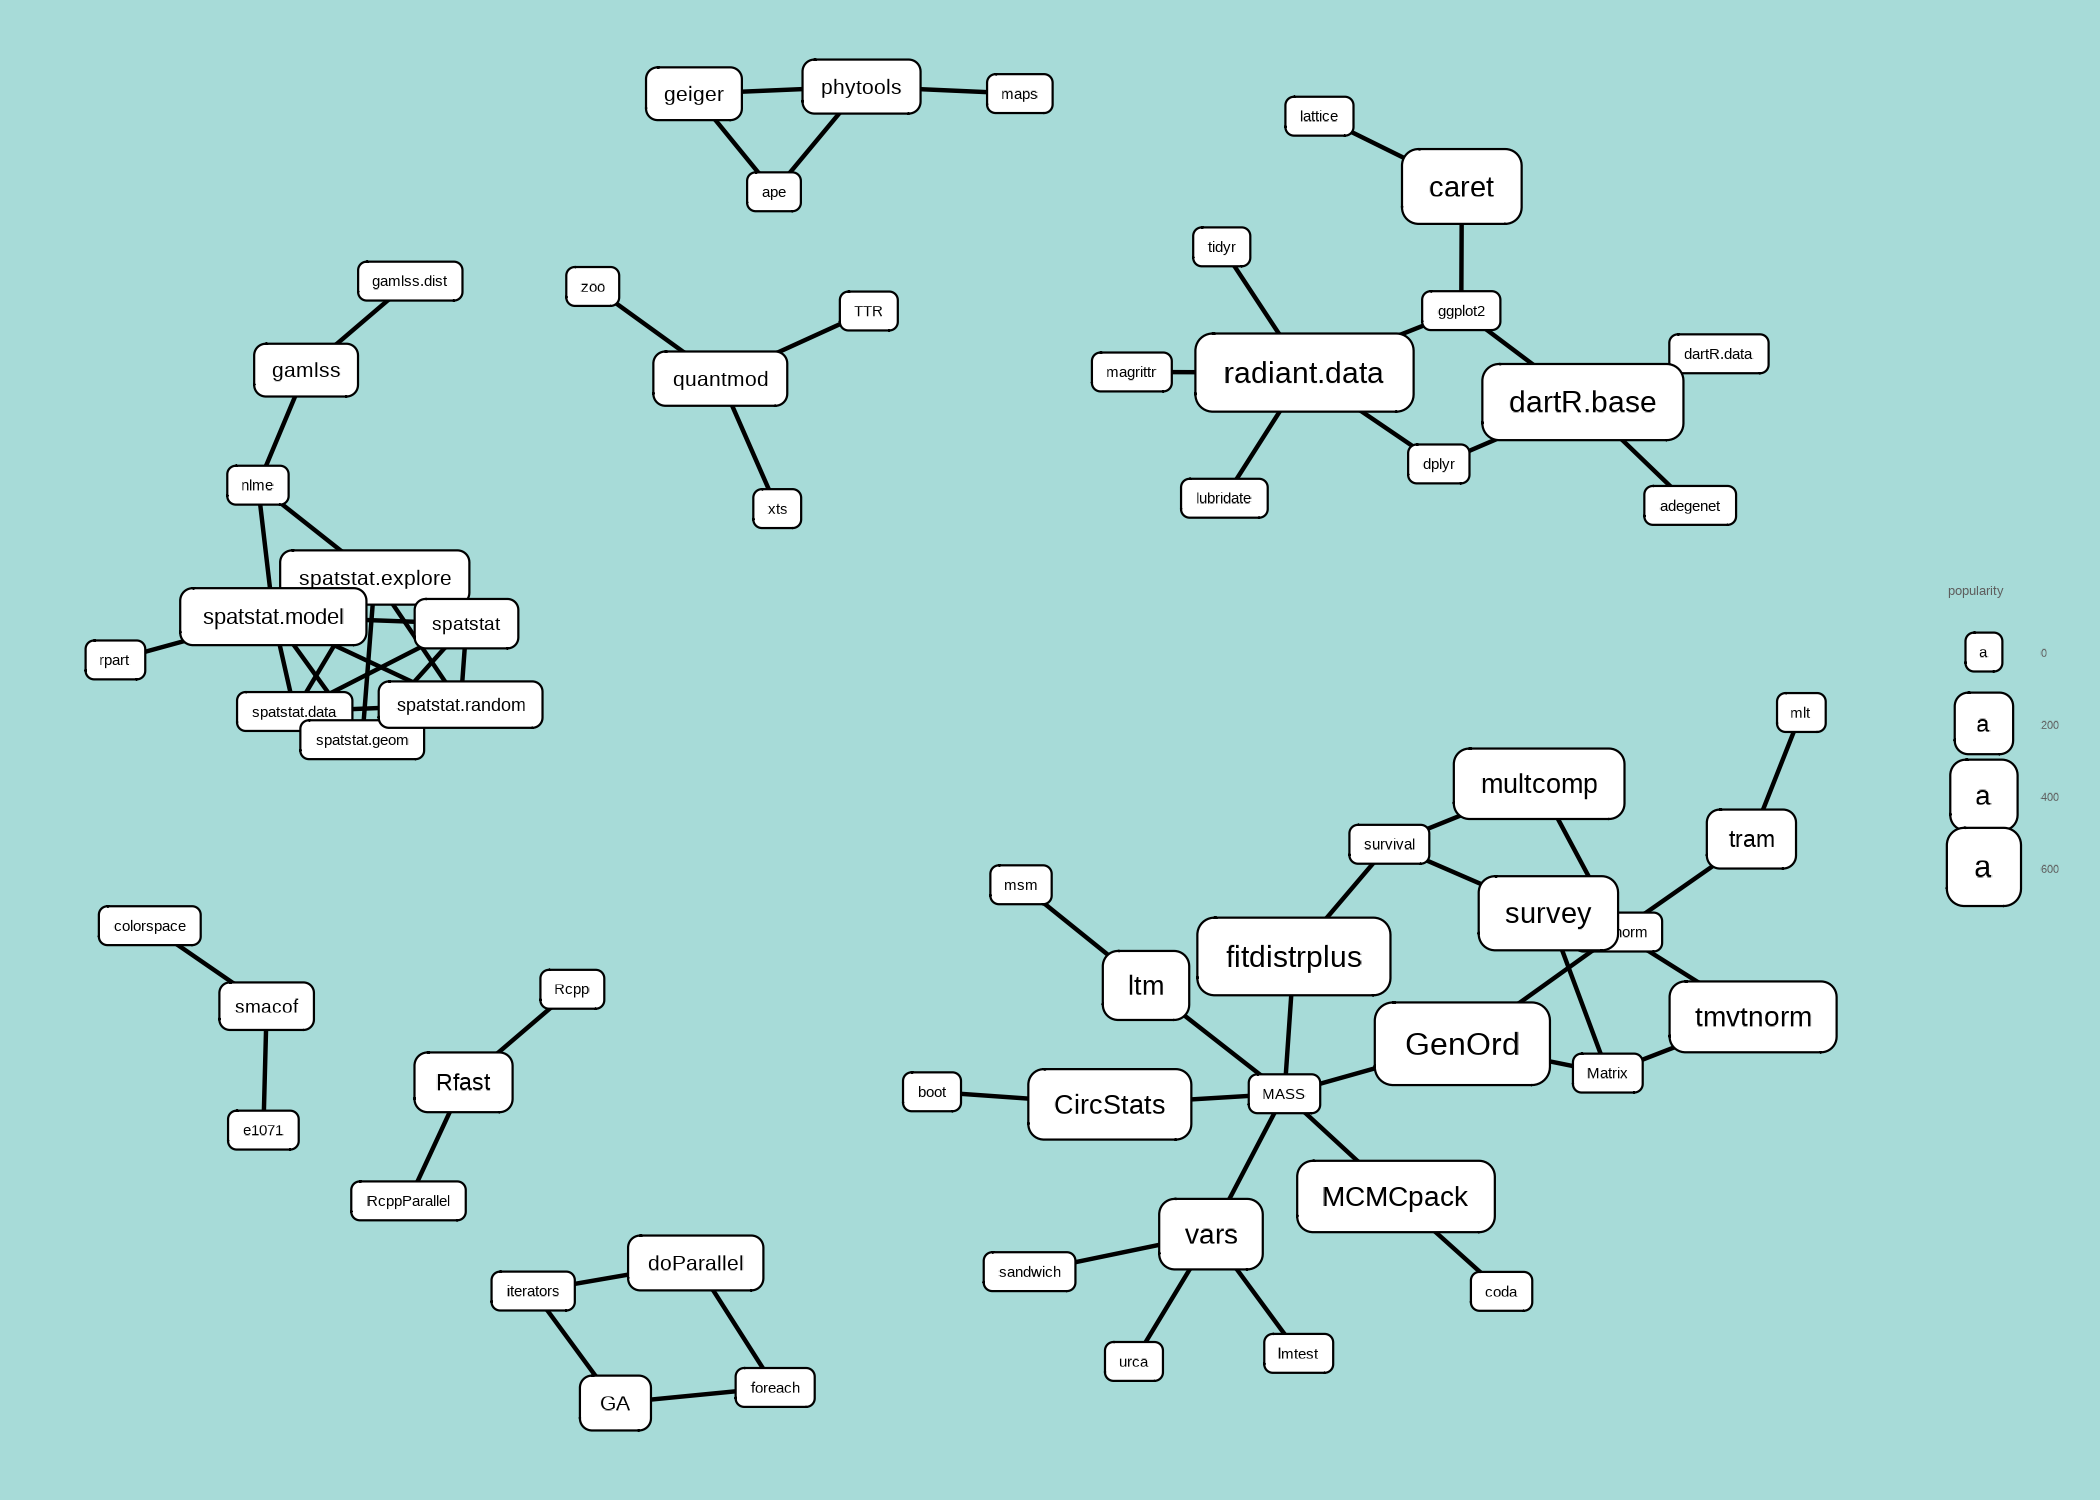 geiger
phytools
maps
ape
lattice
caret
tidyr
ggplot2
magrittr
radiant.data
dartR.data
dartR.base
dplyr
lubridate
adegenet
gamlss.dist
zoo
TTR
gamlss
quantmod
nlme
xts
spatstat.explore
spatstat.model
spatstat
rpart
spatstat.data
spatstat.random
spatstat.geom
popularity
a 0
a 200
a 400
a 600
mlt
multcomp
survival
tram
msm
survey
norm
fitdistrplus
ltm
GenOrd
tmvtnorm
Matrix
MASS
boot
CircStats
MCMCpack
vars
sandwich
coda
urca
lmtest
colorspace
smacof
e1071
Rcpp
Rfast
RcppParallel
doParallel
iterators
foreach
GA